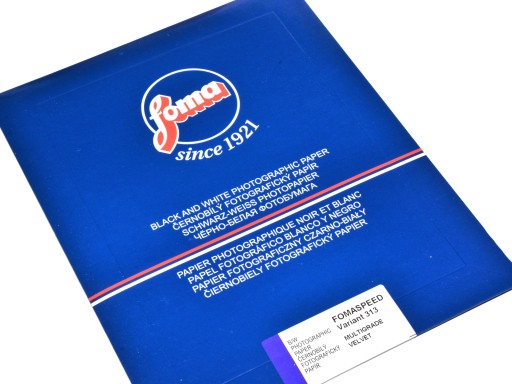 foma
since 1921
BLACK AND WHITE PHOTOGRAPHIC PAPER
ČERNOBÍLÝ FOTOGRAFICKÝ PAPÍR
SCHWARZ-WEISS PHOTOPAPIER
ЧЁРНО-БЕЛАЯ ФОТОБУМАГА
PAPIER PHOTOGRAPHIQUE NOIR ET BLANC
PAPEL FOTOGRÁFICO BLANCO Y NEGRO
PAPIER FOTOGRAFICZNY CZARNO-BIAŁY
ČIERNOBIELY FOTOGRAFICKÝ PAPIER
FOMASPEED
Variant 313
B/W
PHOTOGRAPHIC
PAPER
ČERNOBÍLÝ
FOTOGRAFICKÝ
PAPÍR
MULTIGRADE
VELVET